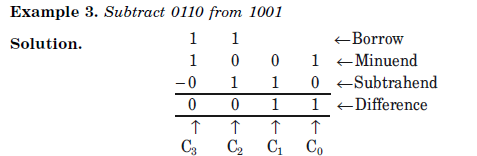 Example 3. Subtract 0110 from 1001
Solution. 1 1 ←Borrow
1 0 0 1 ←Minuend
–0 1 1 0 ←Subtrahend
0 0 1 1 ←Difference
↑ ↑ ↑ ↑
C₃ C₂ C₁ C₀